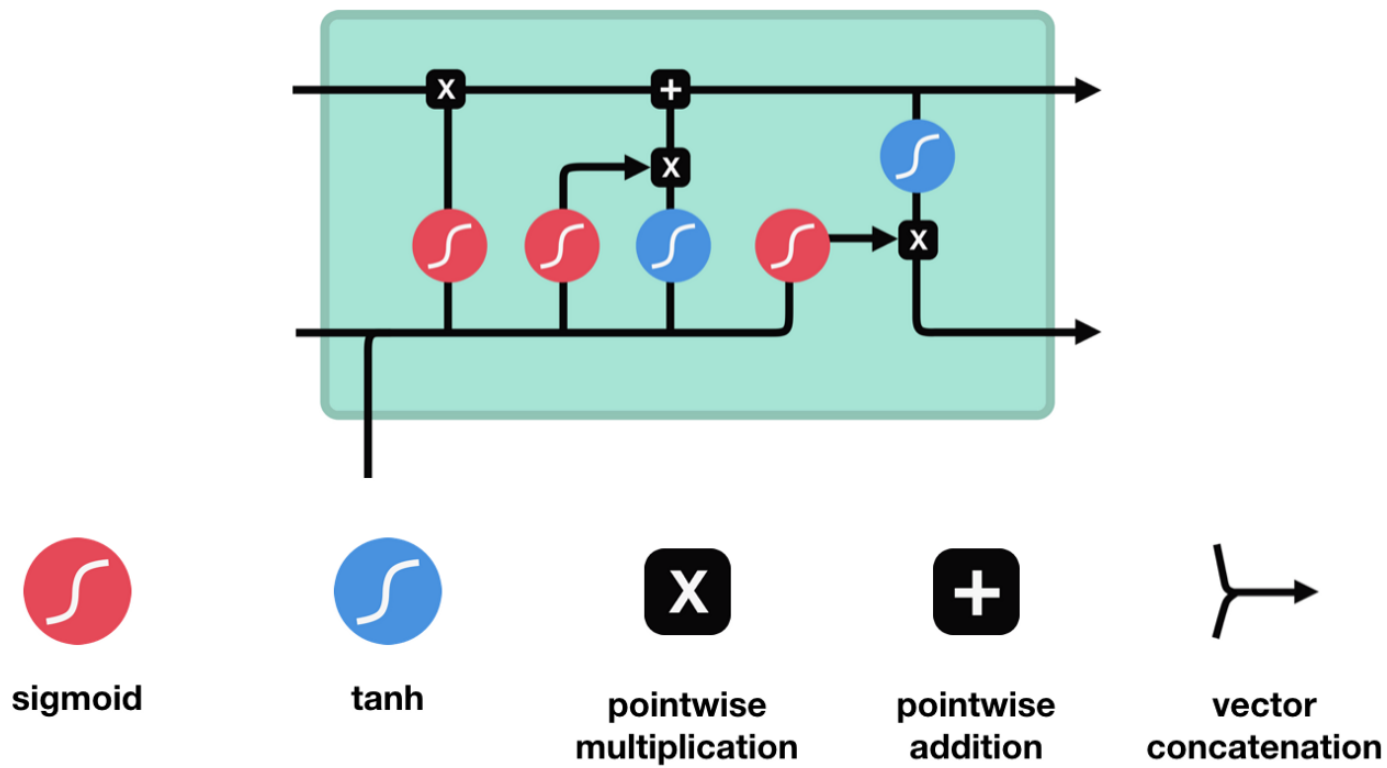 X
+
X
X
X
+
sigmoid
tanh
pointwise
multiplication
pointwise
addition
vector
concatenation